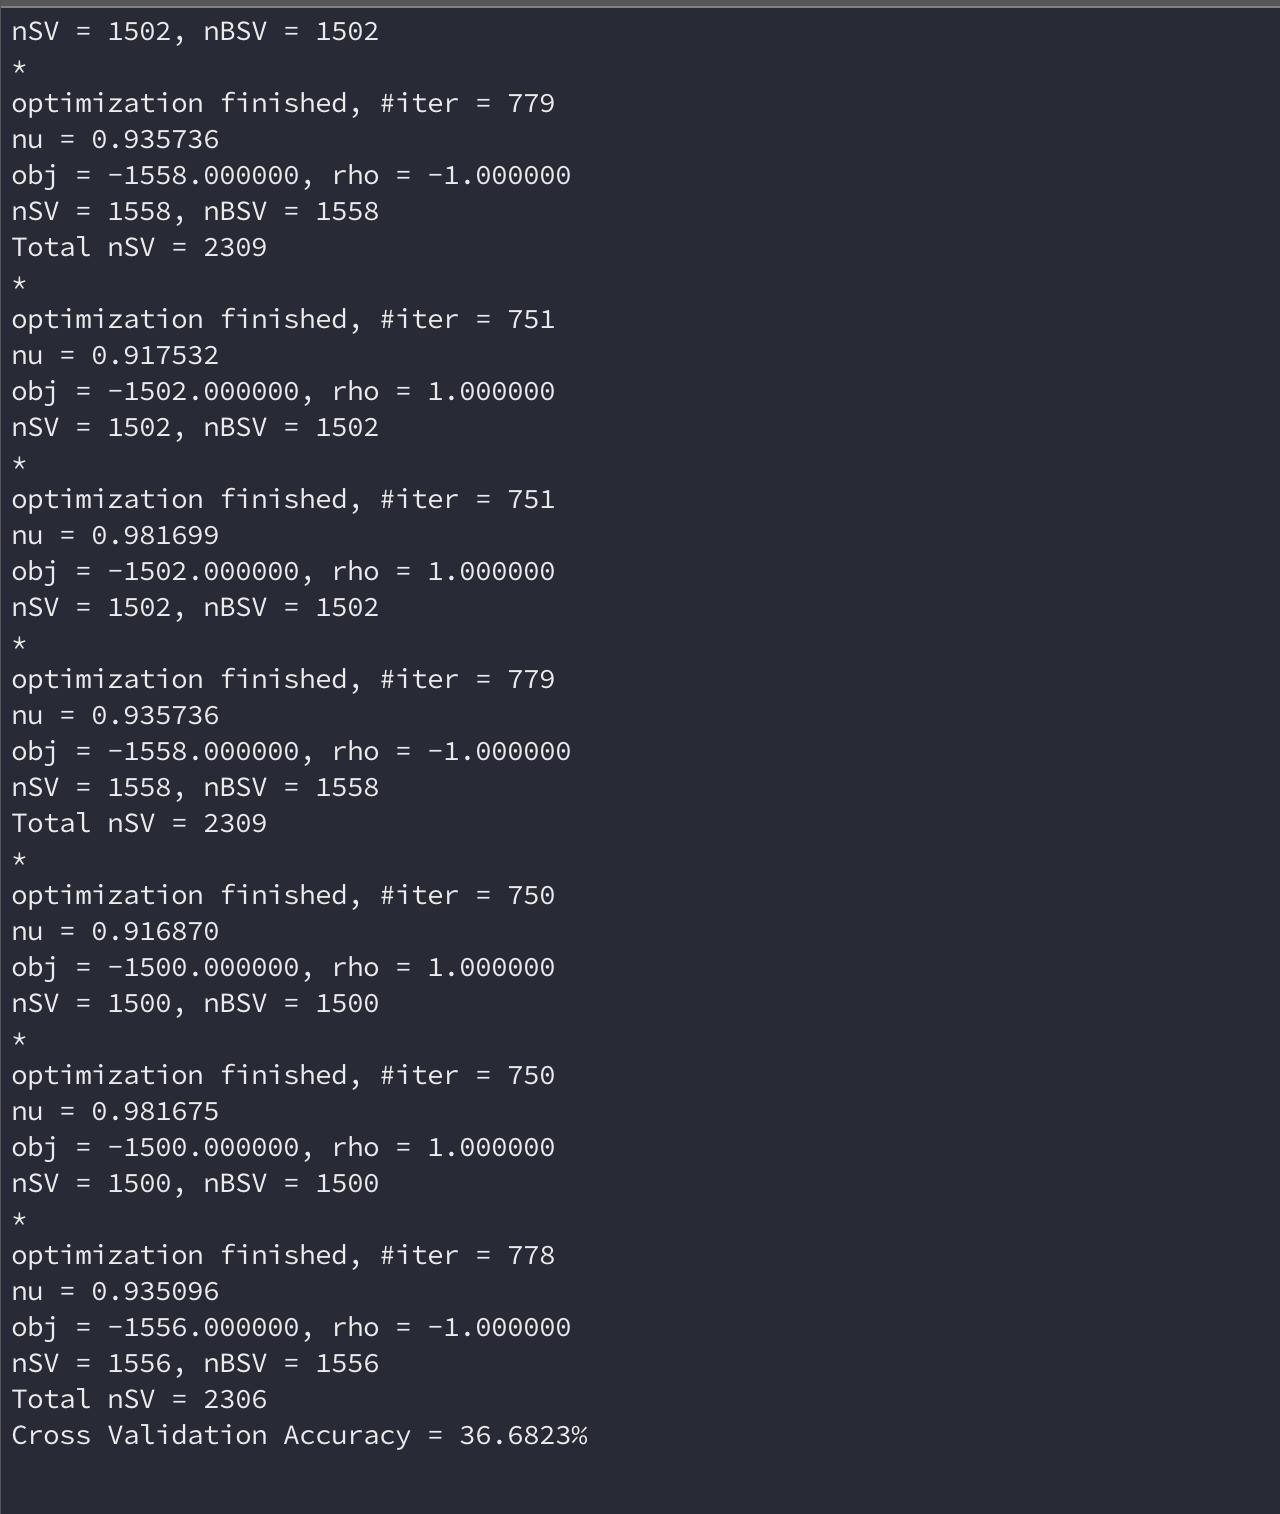 nSV = 1502, nBSV = 1502
*
optimization finished, #iter = 779
nu = 0.935736
obj = -1558.000000, rho = -1.000000
nSV = 1558, nBSV = 1558
Total nSV = 2309
*
optimization finished, #iter = 751
nu = 0.917532
obj = -1502.000000, rho = 1.000000
nSV = 1502, nBSV = 1502
*
optimization finished, #iter = 751
nu = 0.981699
obj = -1502.000000, rho = 1.000000
nSV = 1502, nBSV = 1502
*
optimization finished, #iter = 779
nu = 0.935736
obj = -1558.000000, rho = -1.000000
nSV = 1558, nBSV = 1558
Total nSV = 2309
*
optimization finished, #iter = 750
nu = 0.916870
obj = -1500.000000, rho = 1.000000
nSV = 1500, nBSV = 1500
*
optimization finished, #iter = 750
nu = 0.981675
obj = -1500.000000, rho = 1.000000
nSV = 1500, nBSV = 1500
*
optimization finished, #iter = 778
nu = 0.935096
obj = -1556.000000, rho = -1.000000
nSV = 1556, nBSV = 1556
Total nSV = 2306
Cross Validation Accuracy = 36.6823%